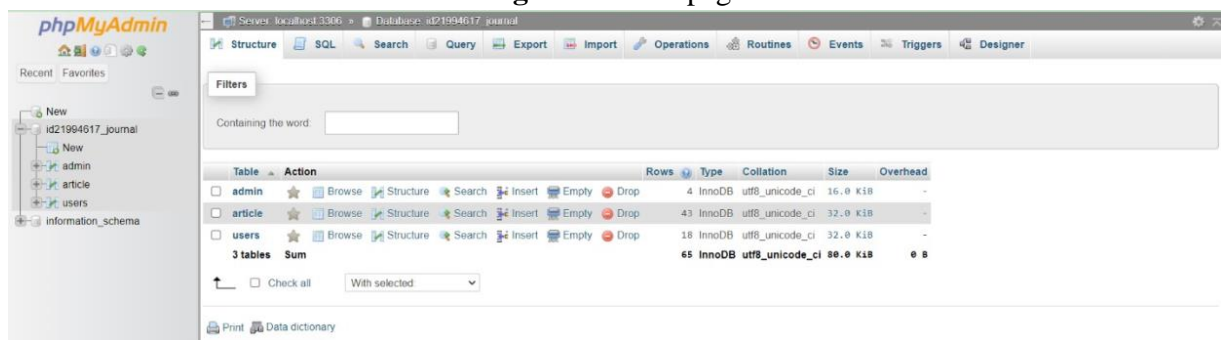 phpMyAdmin
Recent Favorites
New
id21994617_journal
New
admin
article
users
information_schema
Server: localhost:3306 » Database: id21994617_journal
Structure SQL Search Query Export Import Operations Routines Events Triggers Designer
Filters
Containing the word:
Table Action Rows Type Collation Size Overhead
admin Browse Structure Search Insert Empty Drop 4 InnoDB utf8_unicode_ci 16.0 KiB -
article Browse Structure Search Insert Empty Drop 43 InnoDB utf8_unicode_ci 32.0 KiB -
users Browse Structure Search Insert Empty Drop 18 InnoDB utf8_unicode_ci 32.0 KiB -
3 tables Sum 65 InnoDB utf8_unicode_ci 80.0 KiB 0 B
Check all With selected:
Print Data dictionary